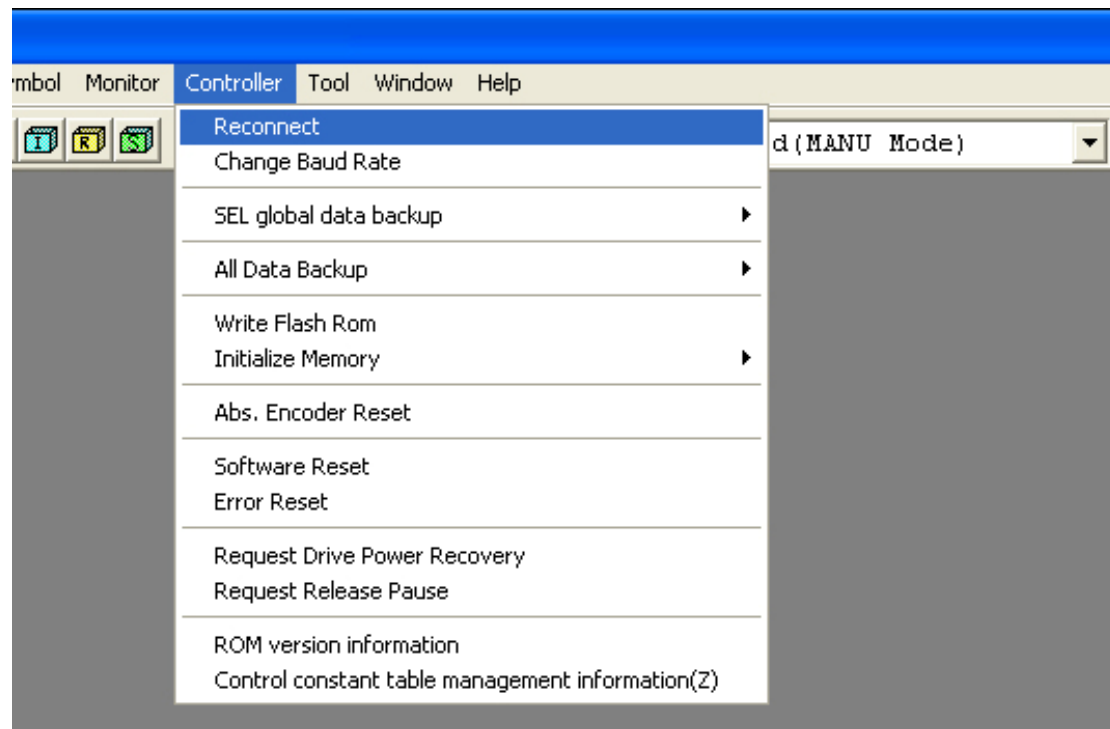 mbol Monitor Controller Tool Window Help
I R S
d(MANU Mode)
Reconnect
Change Baud Rate
SEL global data backup
All Data Backup
Write Flash Rom
Initialize Memory
Abs. Encoder Reset
Software Reset
Error Reset
Request Drive Power Recovery
Request Release Pause
ROM version information
Control constant table management information(Z)